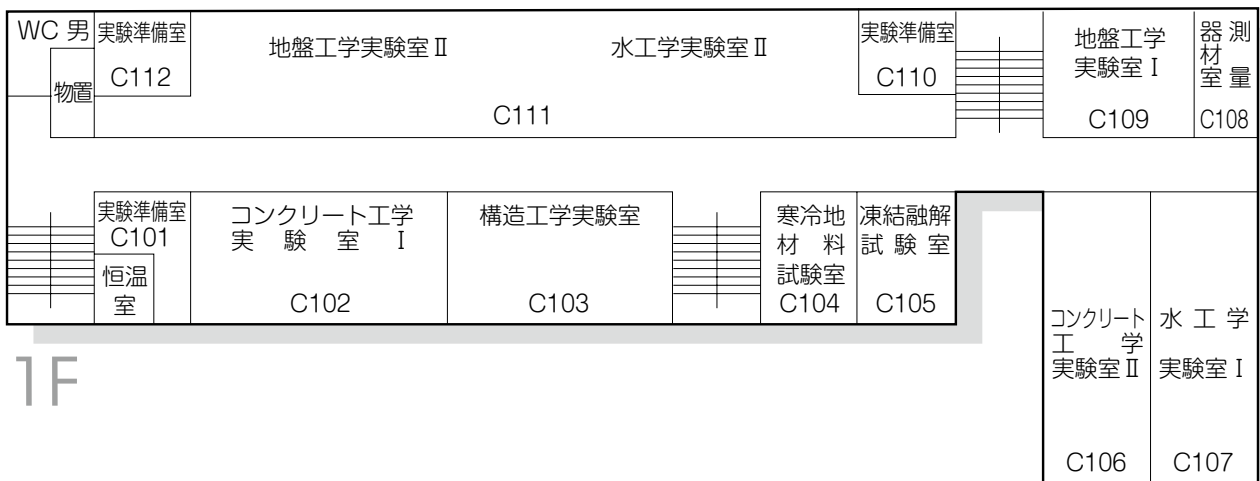 WC 男
物置
実験準備室
C112
地盤工学実験室Ⅱ
水工学実験室Ⅱ
C111
実験準備室
C110
地盤工学
実験室Ⅰ
C109
測量
器材室
C108
実験準備室
C101
恒温
室
コンクリート工学
実験室Ⅰ
C102
構造工学実験室
C103
寒冷地
材料
試験室
C104
凍結融解
試験室
C105
コンクリート
工学
実験室Ⅱ
C106
水工学
実験室Ⅰ
C107
1F